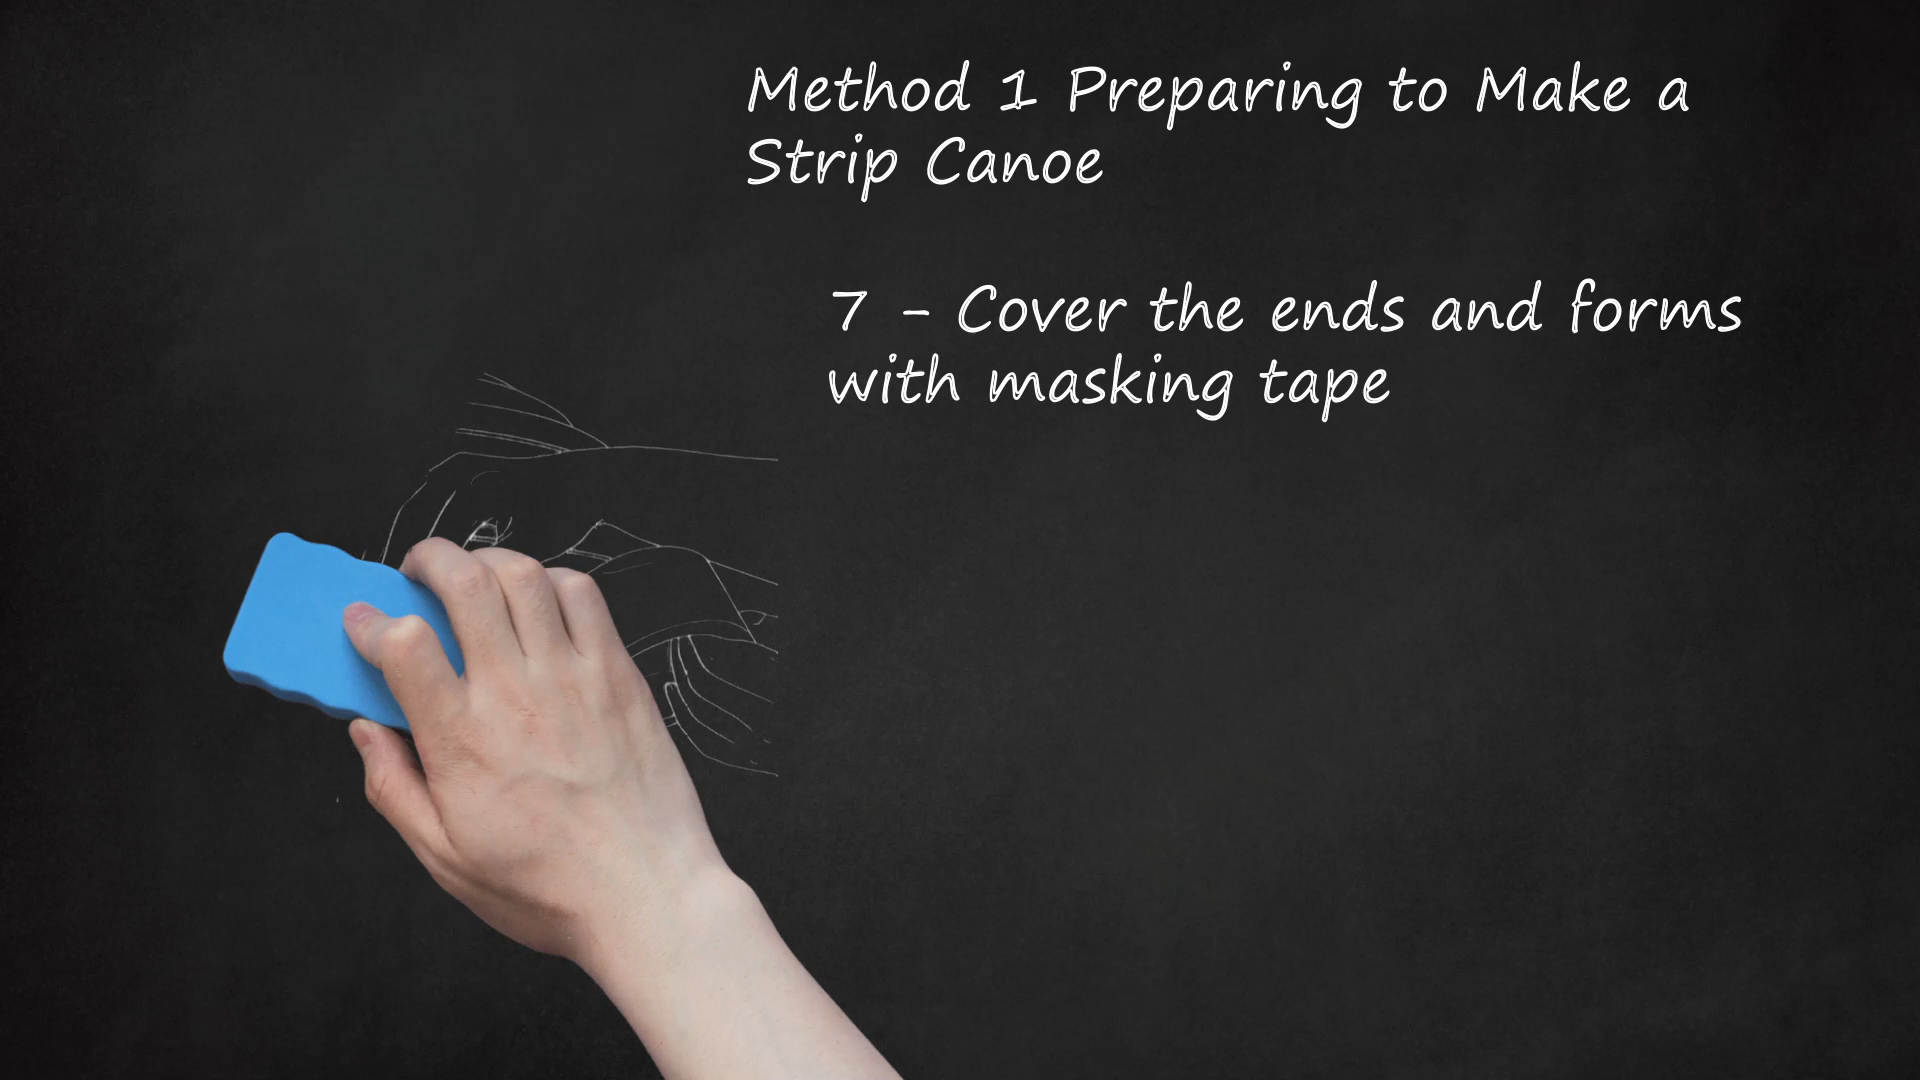 Method 1 Preparing to Make a
Strip Canoe
7 - Cover the ends and forms
with masking tape